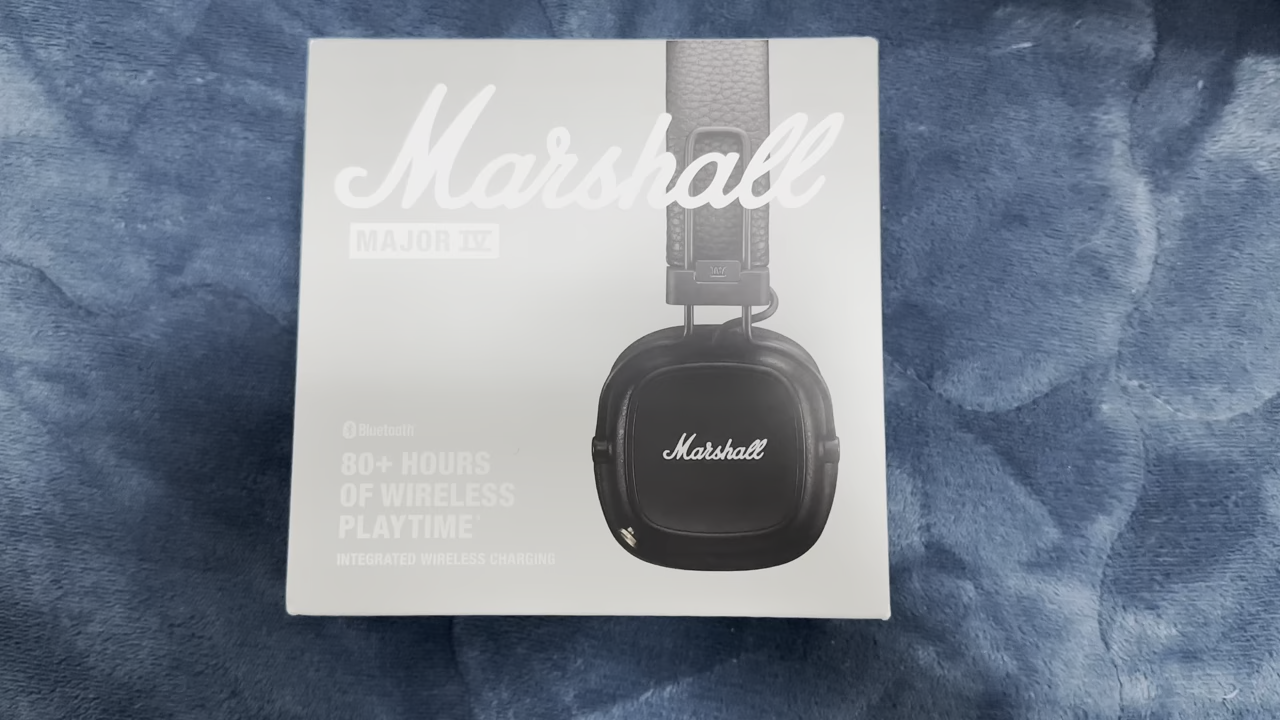 Marshall
MAJOR IV
Bluetooth
80+ HOURS
OF WIRELESS
PLAYTIME*
INTEGRATED WIRELESS CHARGING
Marshall